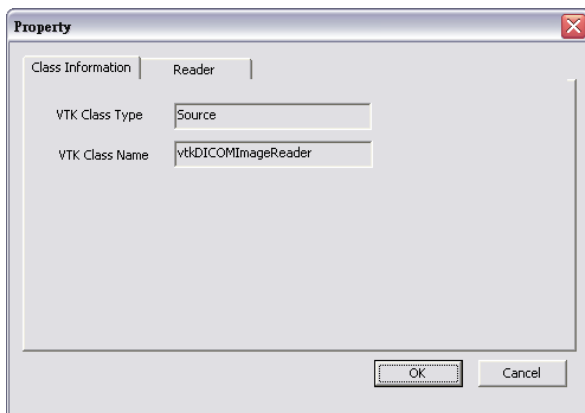 Property
Class Information
Reader
VTK Class Type
Source
VTK Class Name
vtkDICOMImageReader
OK
Cancel